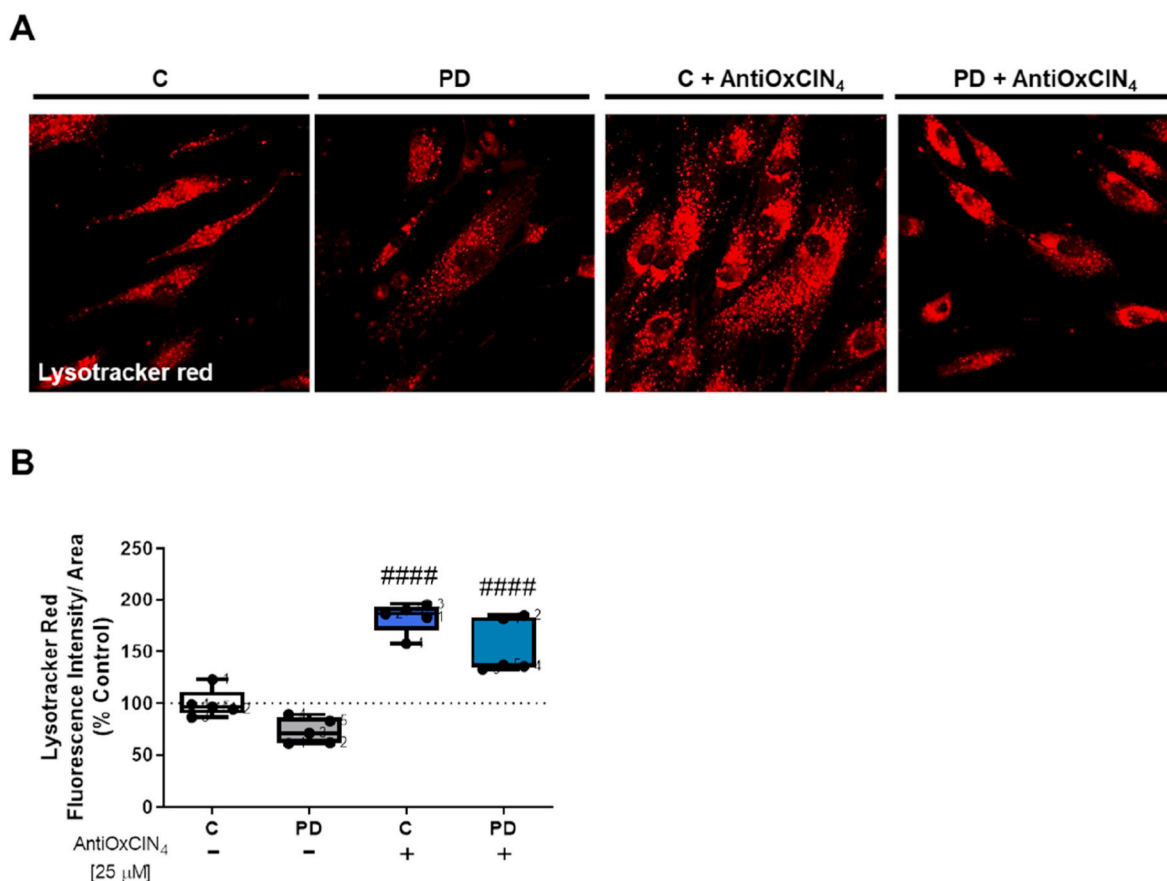 A
C PD C + AntiOxCIN₄ PD + AntiOxCIN₄
Lysotracker red
B
Lysotracker Red
Fluorescence Intensity/ Area
(% Control)
250
200
150
100
50
0
#### ####
C PD C PD
AntiOxCIN₄ − − + +
[25 µM]